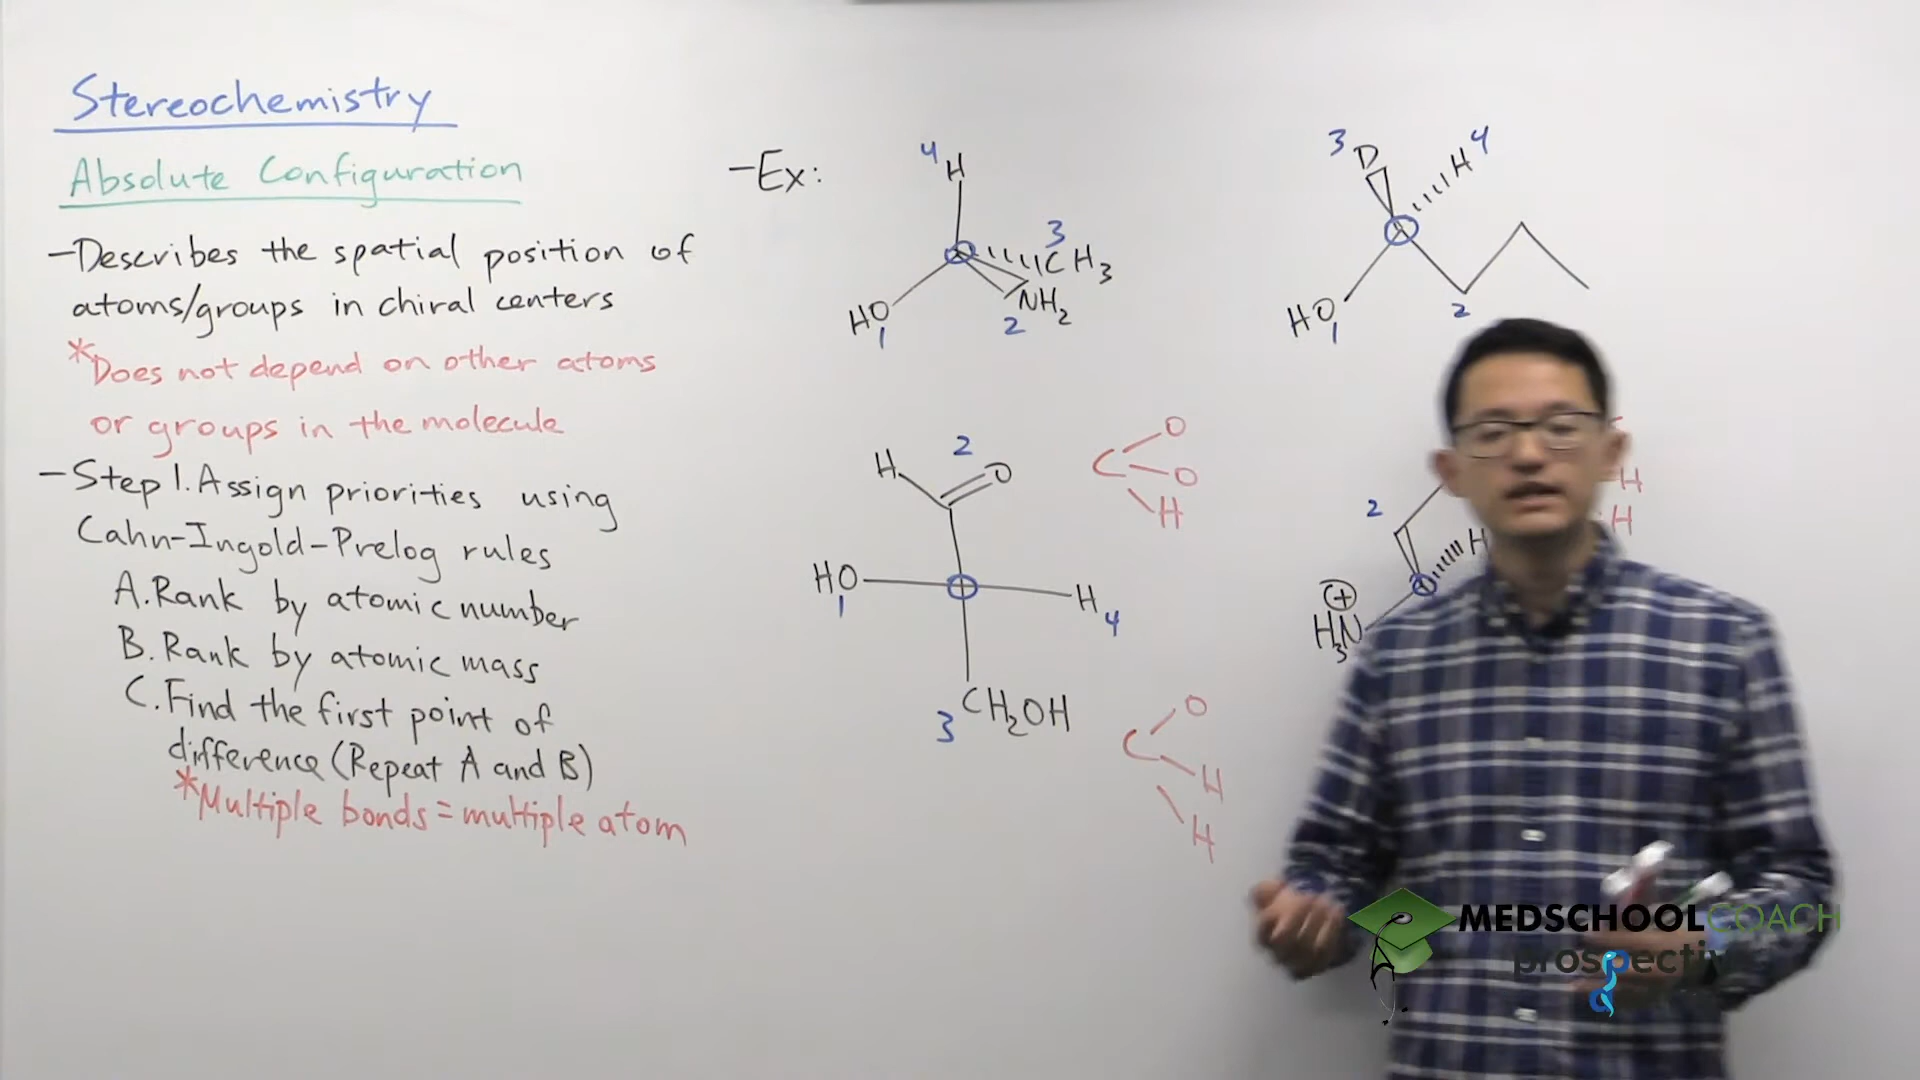 Stereochemistry
Absolute Configuration
-Describes the spatial position of
atoms/groups in chiral centers
*Does not depend on other atoms
or groups in the molecule
-Step 1. Assign priorities using
Cahn-Ingold-Prelog rules
A. Rank by atomic number
B. Rank by atomic mass
C. Find the first point of
difference (Repeat A and B)
*Multiple bonds = multiple atom
-Ex:
4 H
3
CH3
HO
1
NH2
2
3 D
H 4
HO
1
2
H
2
O
HO
1
H
4
3 CH2OH
C
O
O
H
C
O
H
H
2
H
⊕
H3N
H
H
MEDSCHOOLCOACH